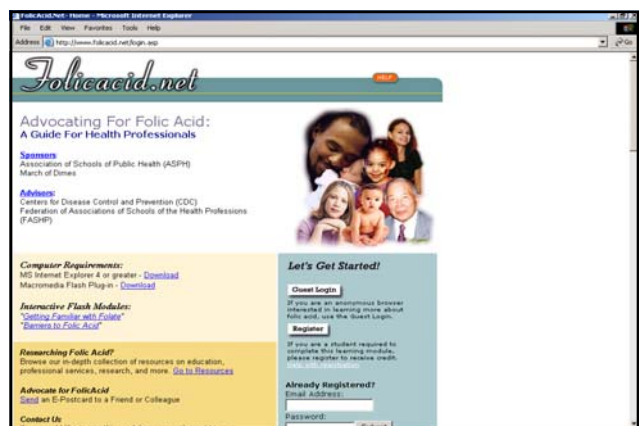 FolicAcid.Net - Home - Microsoft Internet Explorer
File Edit View Favorites Tools Help
Address http://www.folicacid.net/login.asp Go
Folicacid.net
HELP
Advocating For Folic Acid:
A Guide For Health Professionals
Sponsors:
Association of Schools of Public Health (ASPH)
March of Dimes
Advisors:
Centers for Disease Control and Prevention (CDC)
Federation of Associations of Schools of the Health Professions
(FASHP)
Computer Requirements:
MS Internet Explorer 4 or greater - Download
Macromedia Flash Plug-in - Download
Interactive Flash Modules:
"Getting Familiar with Folate"
"Barriers to Folic Acid"
Researching Folic Acid?
Browse our in-depth collection of resources on education,
professional services, research, and more. Go to Resources
Advocate for FolicAcid
Send an E-Postcard to a Friend or Colleague
Contact Us
Let's Get Started!
Guest Login
If you are an anonymous browser
interested in learning more about
folic acid, use the Guest Login.
Register
If you are a student required to
complete this learning module,
please register to receive credit.
Help with registration
Already Registered?
Email Address:
Password:
Submit